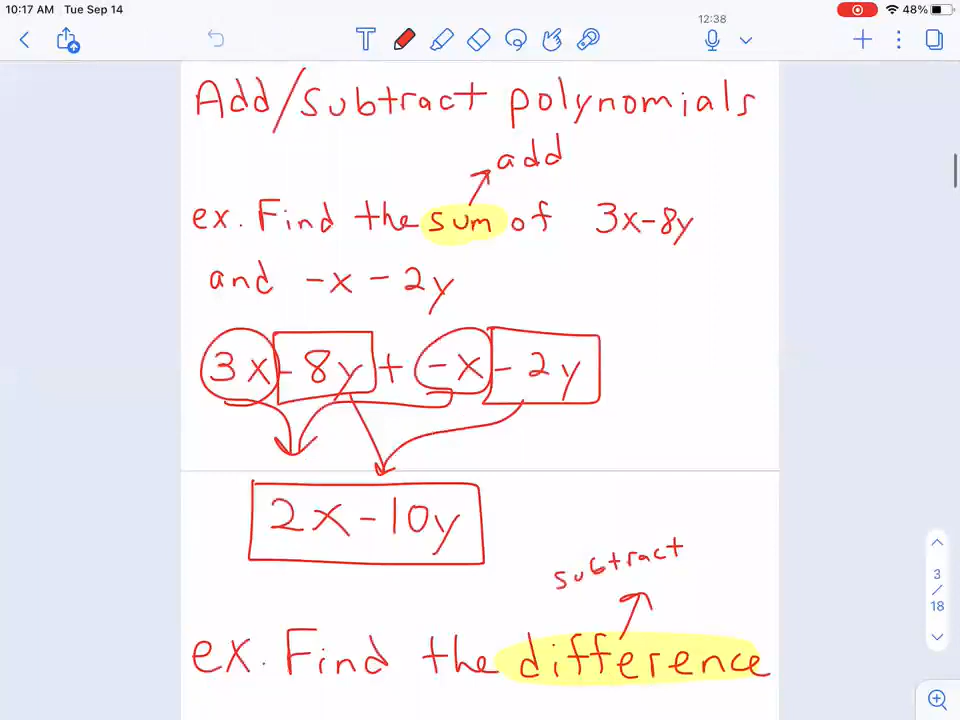 10:17 AM Tue Sep 14
48%
12:38
Add/subtract polynomials
add
ex. Find the sum of 3x-8y
and -x - 2y
3x - 8y + -x - 2y
2x - 10y
subtract
ex. Find the difference
3
/
18